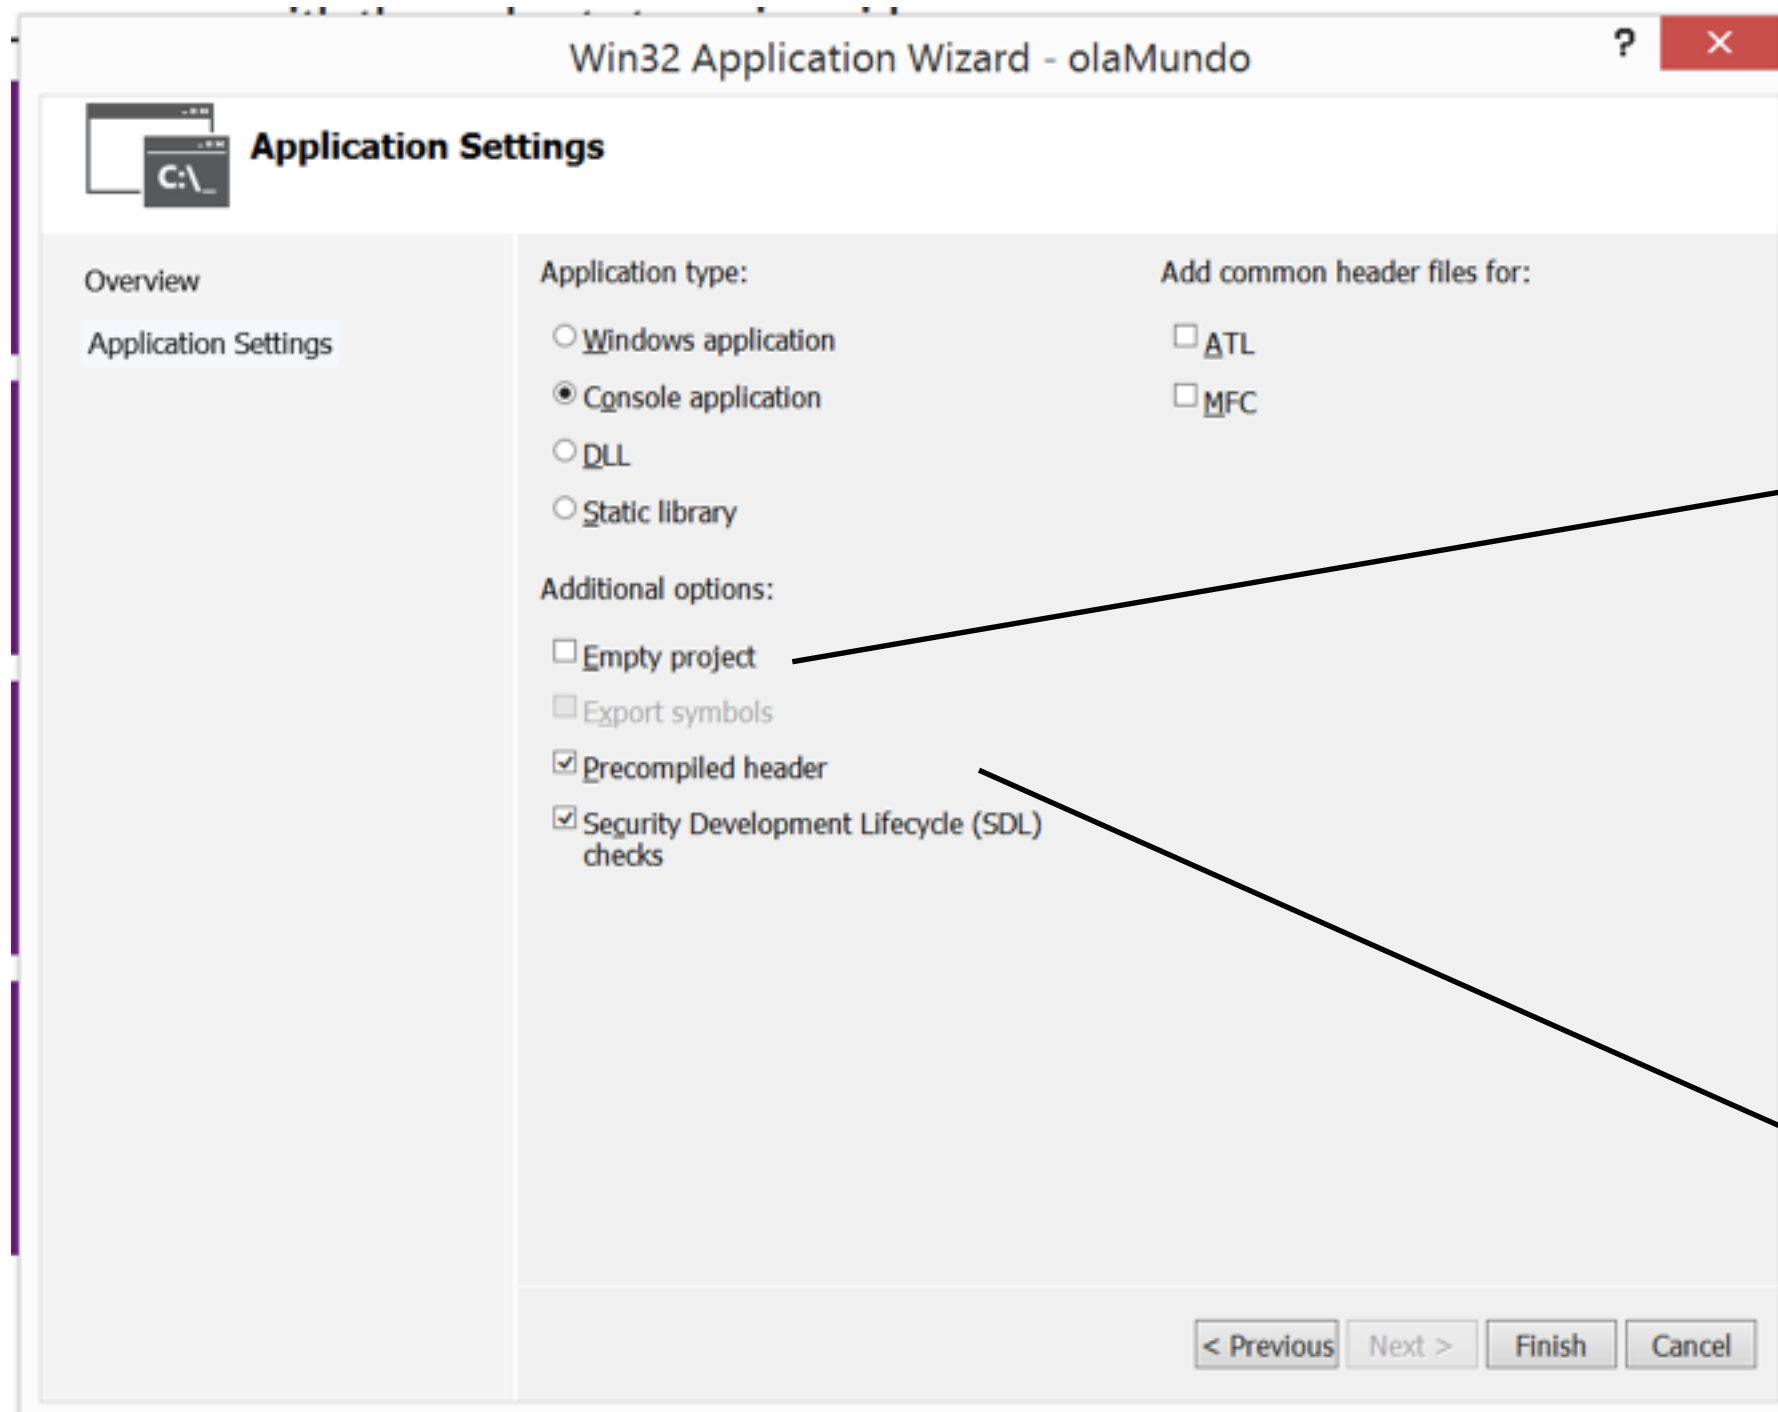 Win32 Application Wizard - olaMundo
?
C:\_
Application Settings
Overview
Application Settings
Application type:
Windows application
Console application
DLL
Static library
Additional options:
Empty project
Export symbols
Precompiled header
Security Development Lifecycle (SDL)
checks
Add common header files for:
ATL
MFC
< Previous
Next >
Finish
Cancel